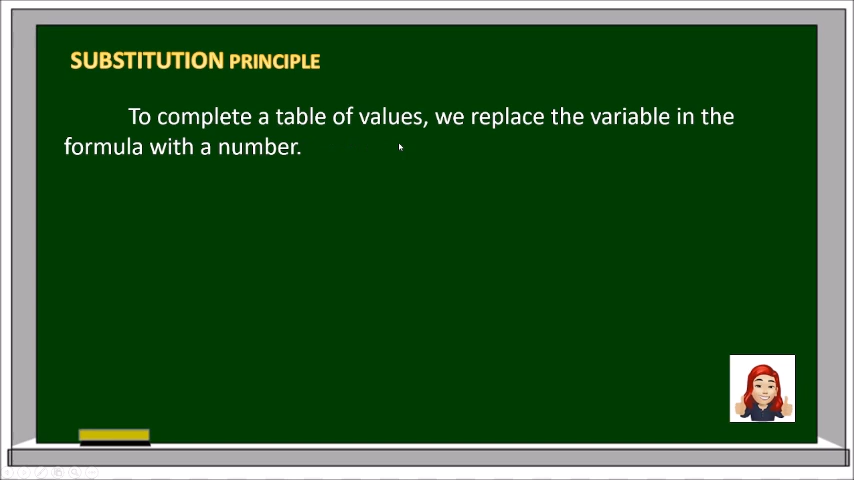 SUBSTITUTION PRINCIPLE
To complete a table of values, we replace the variable in the
formula with a number.